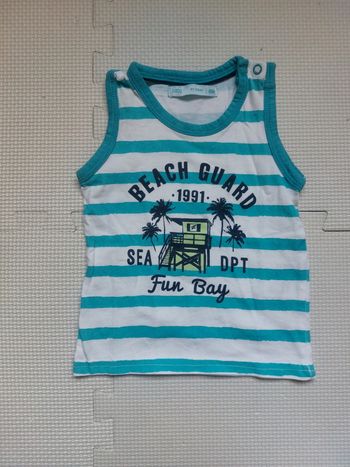 BEACH GUARD
·1991·
SEA DPT
Fun Bay